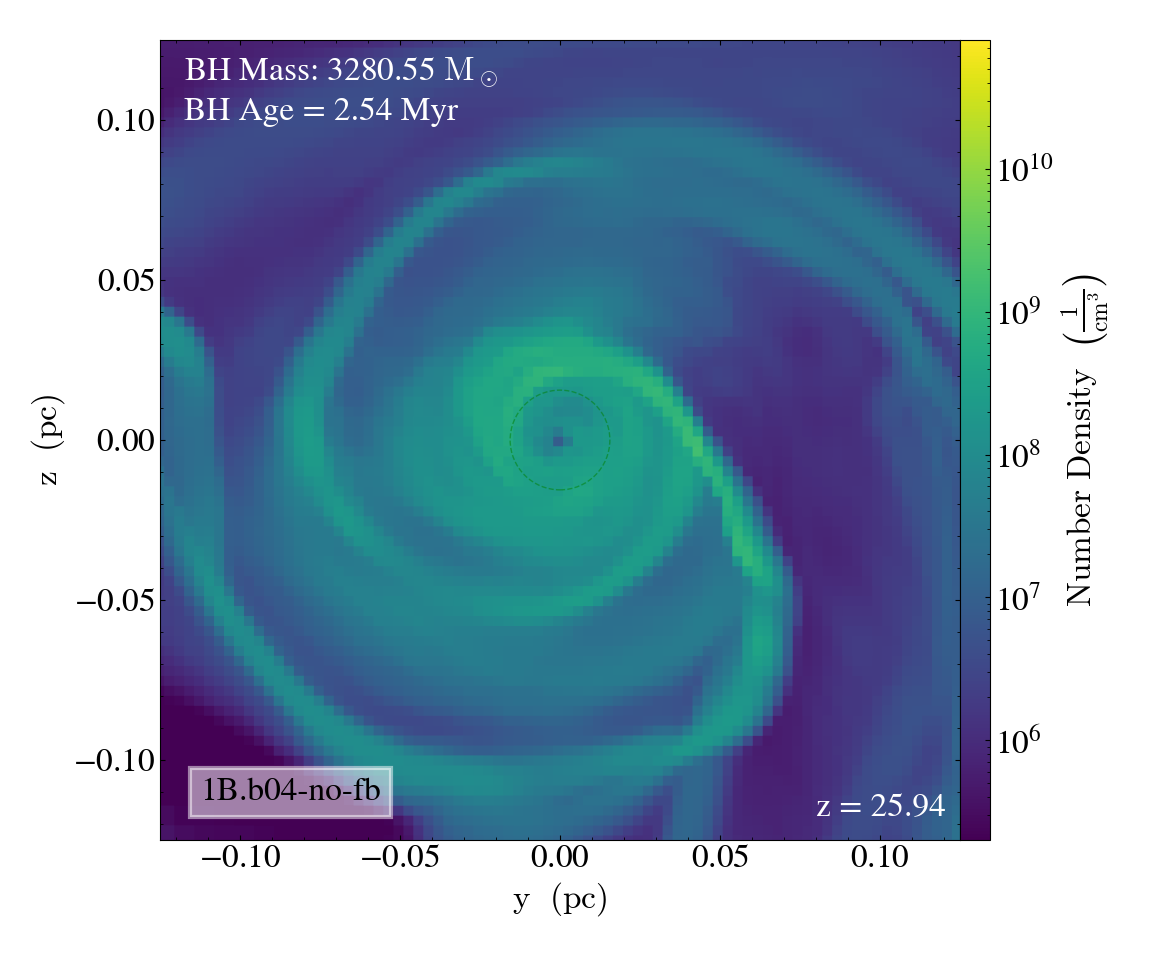 BH Mass: 3280.55 M⊙
BH Age = 2.54 Myr
0.10
0.05
0.00
−0.05
−0.10
z (pc)
1B.b04-no-fb
z = 25.94
−0.10 −0.05 0.00 0.05 0.10
y (pc)
10^10
10^9
10^8
10^7
10^6
Number Density (1/cm^3)